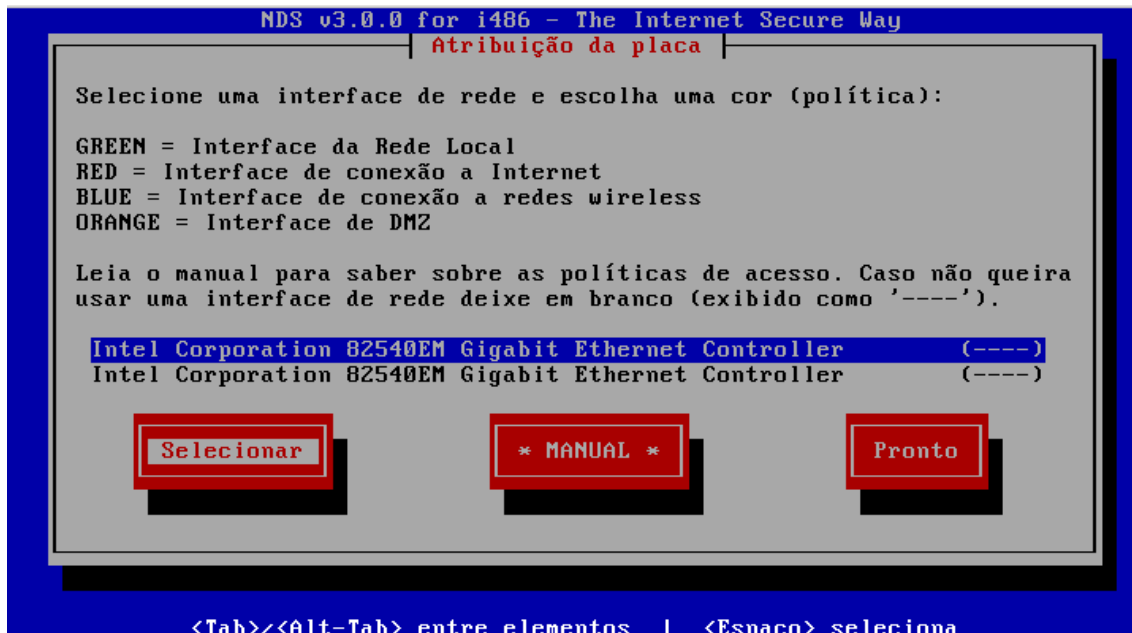 NDS v3.0.0 for i486 - The Internet Secure Way
Atribuição da placa
Selecione uma interface de rede e escolha uma cor (política):
GREEN = Interface da Rede Local
RED = Interface de conexão a Internet
BLUE = Interface de conexão a redes wireless
ORANGE = Interface de DMZ
Leia o manual para saber sobre as políticas de acesso. Caso não queira
usar uma interface de rede deixe em branco (exibido como '----').
Intel Corporation 82540EM Gigabit Ethernet Controller (----)
Intel Corporation 82540EM Gigabit Ethernet Controller (----)
Selecionar * MANUAL * Pronto
<Tab>/<Alt-Tab> entre elementos | <Espaço> seleciona